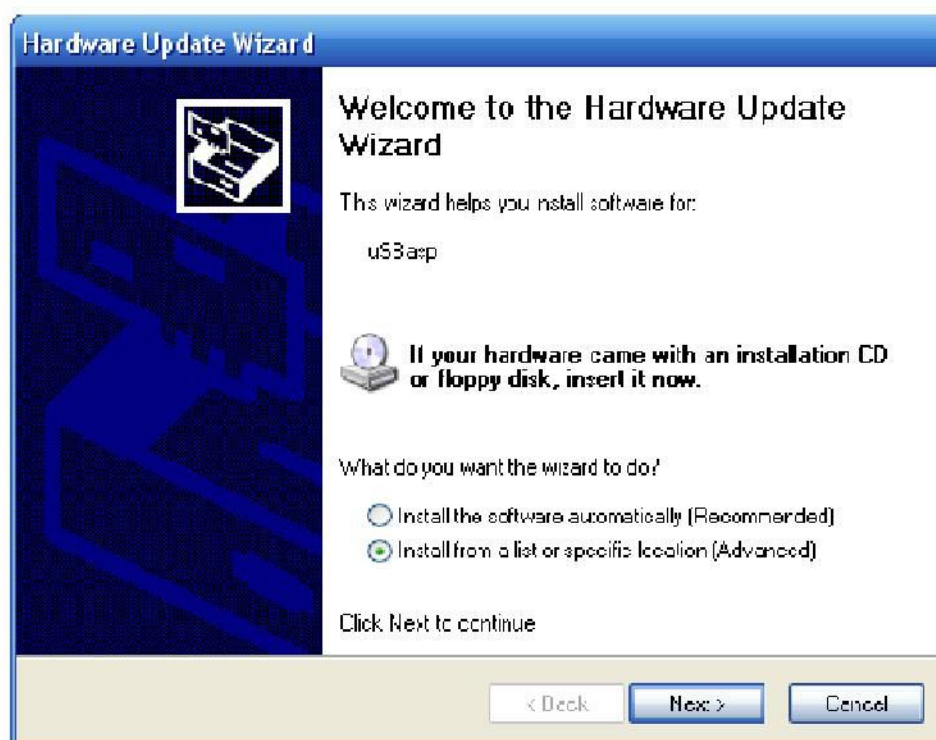 Hardware Update Wizard
Welcome to the Hardware Update
Wizard
This wizard helps you install software for:
USBasp
If your hardware came with an installation CD
or floppy disk, insert it now.
What do you want the wizard to do?
Install the software automatically (Recommended)
Install from a list or specific location (Advanced)
Click Next to continue
< Back
Next >
Cancel